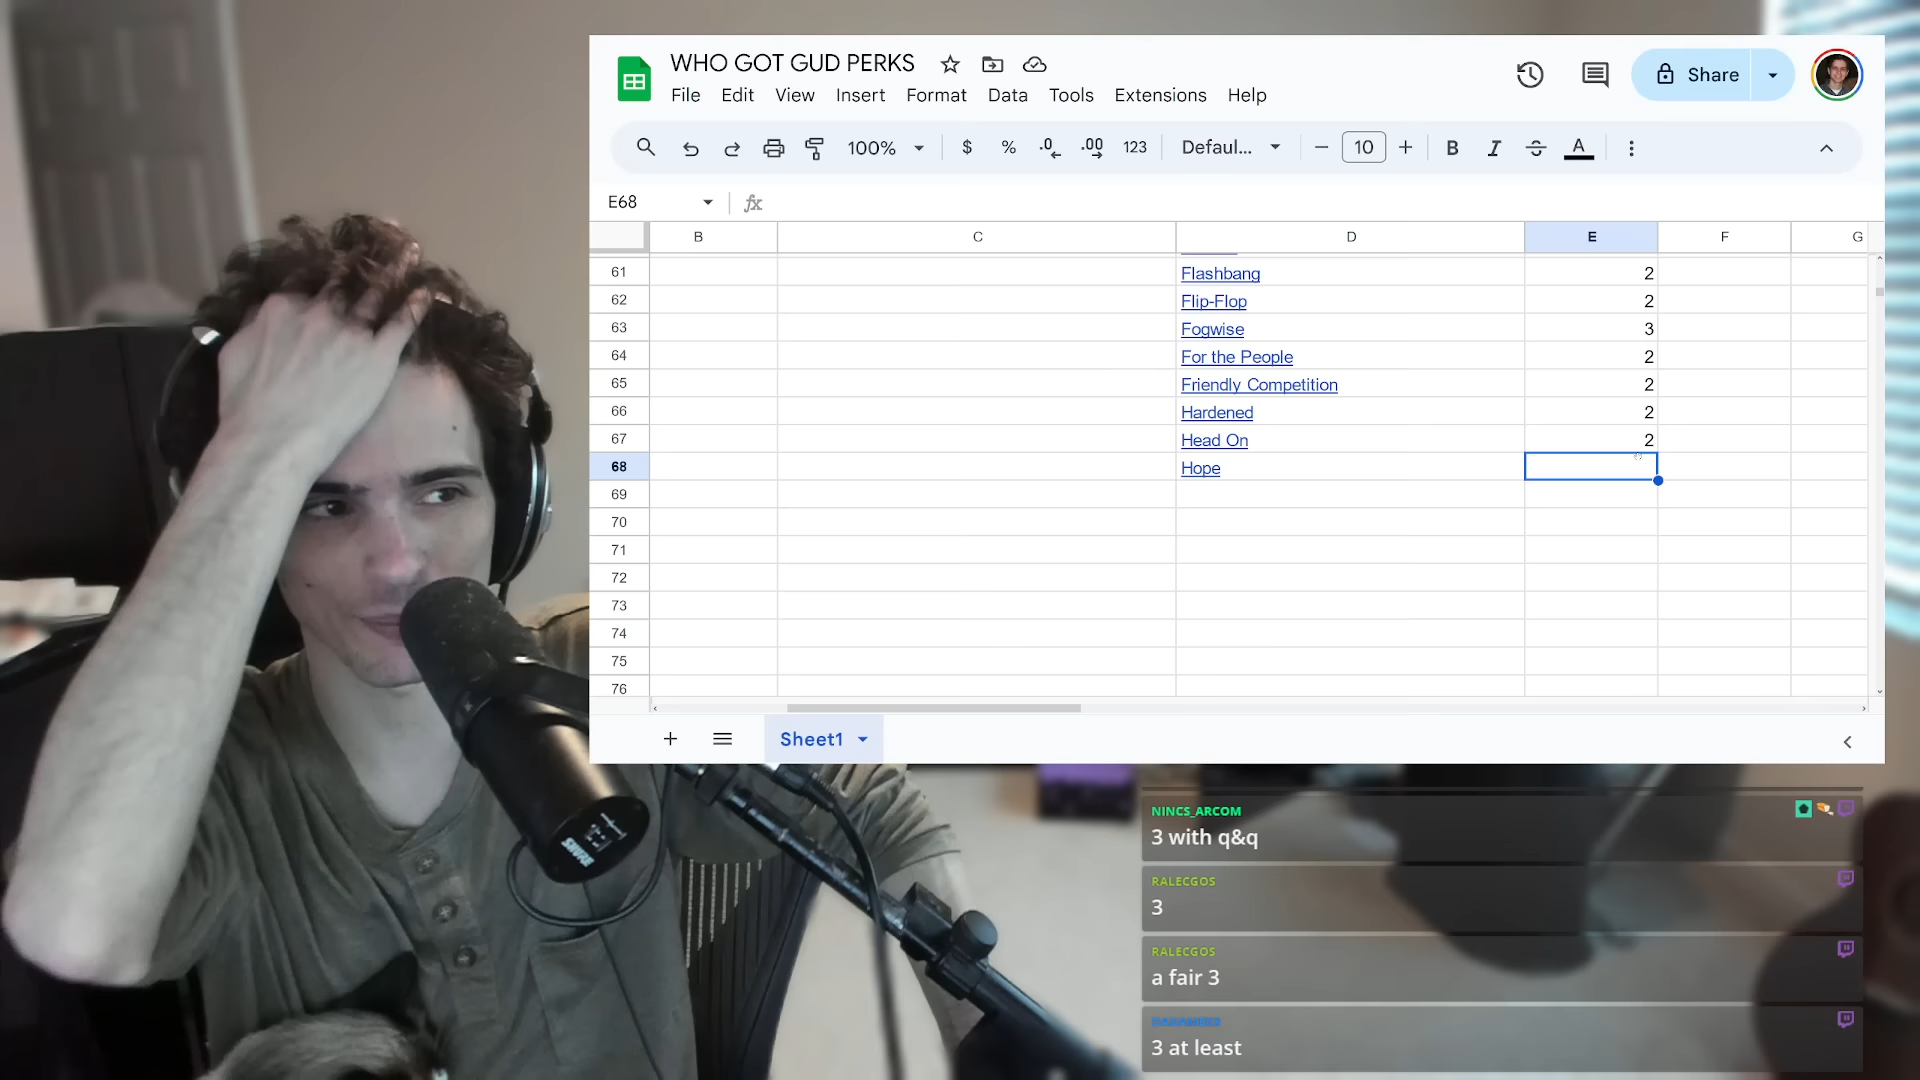 WHO GOT GUD PERKS
File Edit View Insert Format Data Tools Extensions Help
Share
100% $ % .0 .00 123 Defaul... 10 B I S A
E68 fx
B C D E F G
61 Flashbang 2
62 Flip-Flop 2
63 Fogwise 3
64 For the People 2
65 Friendly Competition 2
66 Hardened 2
67 Head On 2
68 Hope
69
70
71
72
73
74
75
76
Sheet1
NINCS_ARCOM
3 with q&q
RALECGOS
3
RALECGOS
a fair 3
3 at least
SHURE